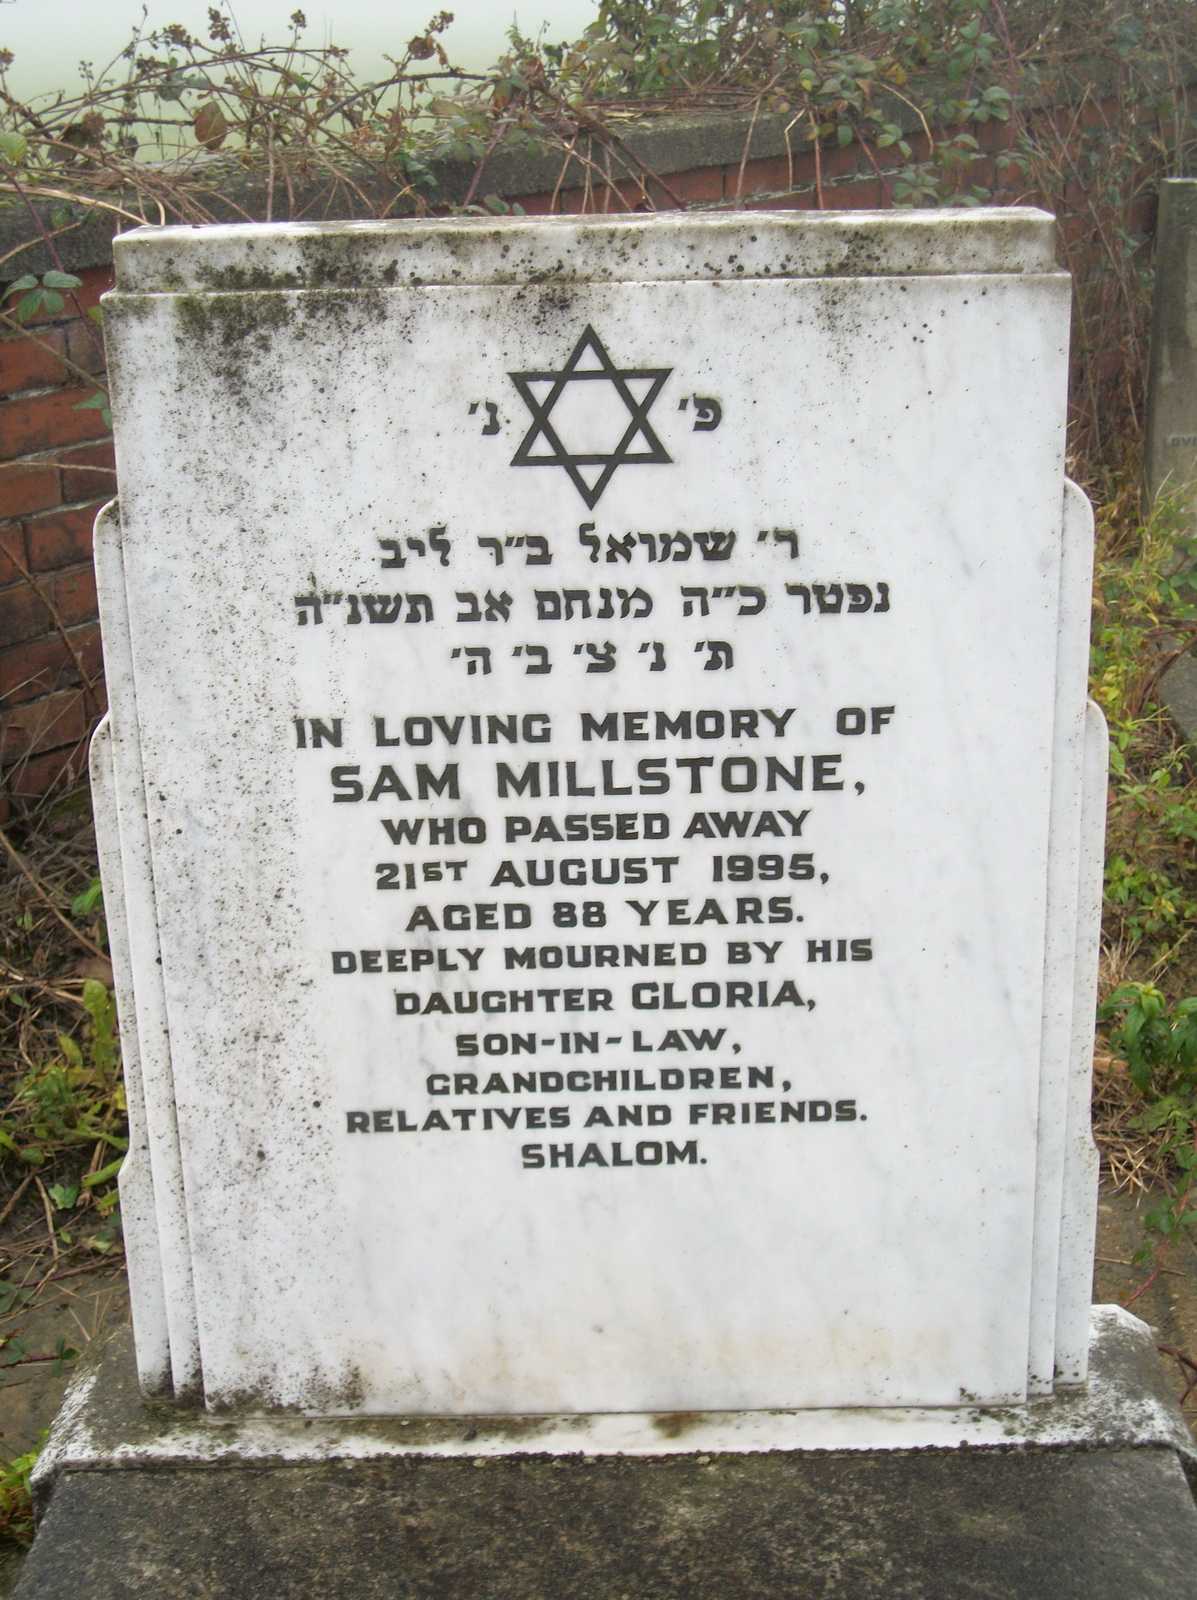 פ׳ נ׳
ר׳ שמואל ב״ר ליב
נפטר כ״ה מנחם אב תשנ״ה
ת׳ נ׳ צ׳ ב׳ ה׳
IN LOVING MEMORY OF
SAM MILLSTONE,
WHO PASSED AWAY
21ST AUGUST 1995,
AGED 88 YEARS.
DEEPLY MOURNED BY HIS
DAUGHTER GLORIA,
SON-IN-LAW,
GRANDCHILDREN,
RELATIVES AND FRIENDS.
SHALOM.